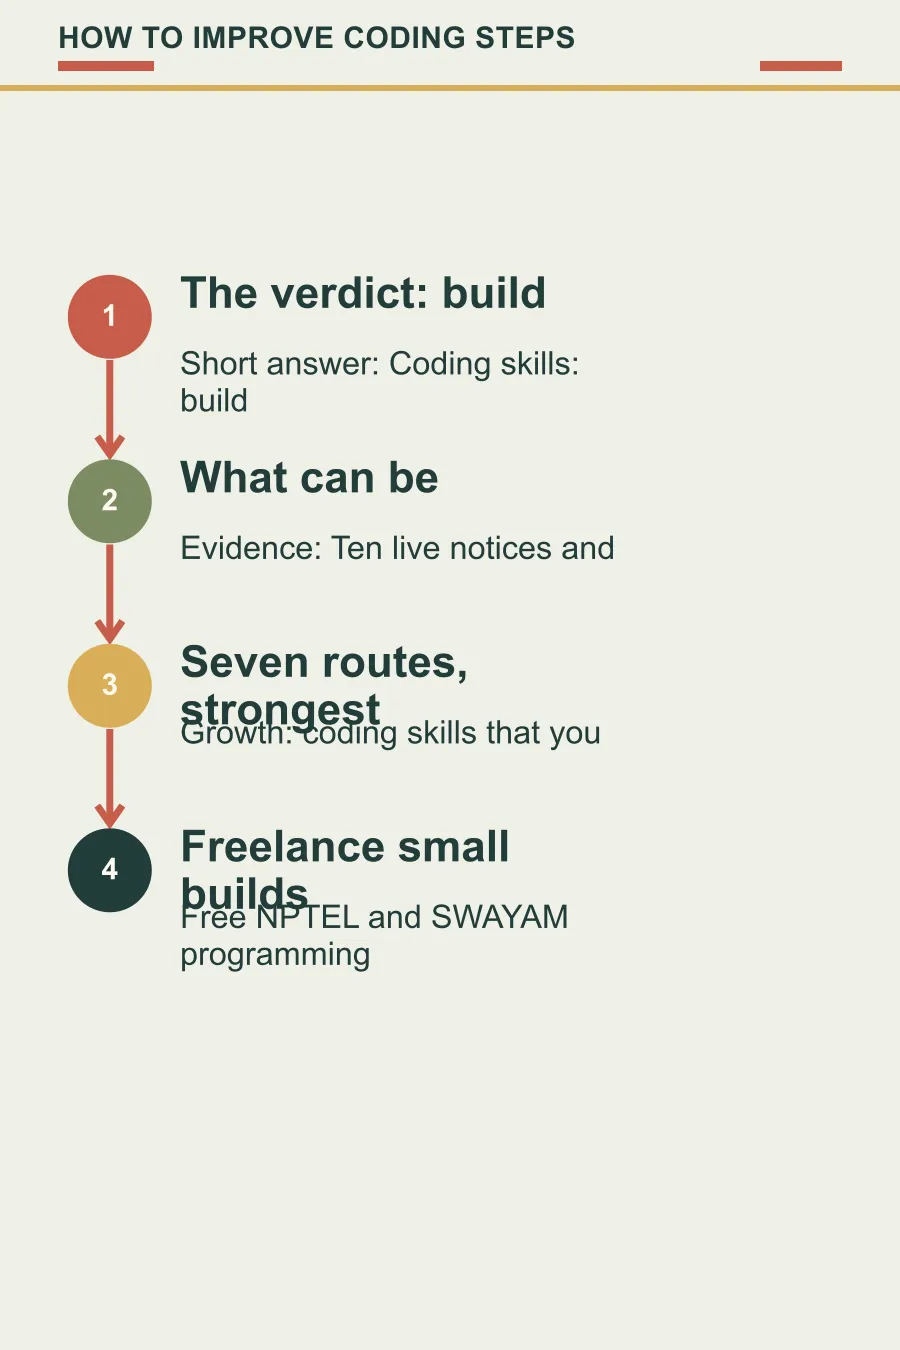 HOW TO IMPROVE CODING STEPS
1
The verdict: build
Short answer: Coding skills:
build
2
What can be
Evidence: Ten live notices and
3
Seven routes,
strongest
Growth: coding skills that you
4
Freelance small
builds
Free NPTEL and SWAYAM
programming